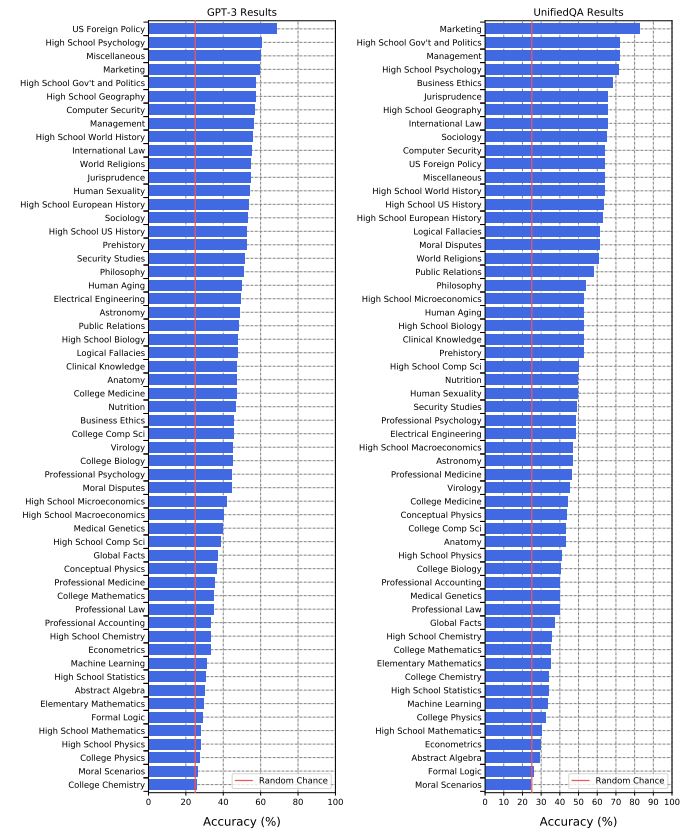 GPT-3 Results
US Foreign Policy
High School Psychology
Miscellaneous
Marketing
High School Gov't and Politics
High School Geography
Computer Security
Management
High School World History
International Law
World Religions
Jurisprudence
Human Sexuality
High School European History
Sociology
High School US History
Prehistory
Security Studies
Philosophy
Human Aging
Electrical Engineering
Astronomy
Public Relations
High School Biology
Logical Fallacies
Clinical Knowledge
Anatomy
College Medicine
Nutrition
Business Ethics
College Comp Sci
Virology
College Biology
Professional Psychology
Moral Disputes
High School Microeconomics
High School Macroeconomics
Medical Genetics
High School Comp Sci
Global Facts
Conceptual Physics
Professional Medicine
College Mathematics
Professional Law
Professional Accounting
High School Chemistry
Econometrics
Machine Learning
High School Statistics
Abstract Algebra
Elementary Mathematics
Formal Logic
High School Mathematics
High School Physics
College Physics
Moral Scenarios
College Chemistry
Random Chance
0 20 40 60 80 100
Accuracy (%)
UnifiedQA Results
Marketing
High School Gov't and Politics
Management
High School Psychology
Business Ethics
Jurisprudence
High School Geography
International Law
Sociology
Computer Security
US Foreign Policy
Miscellaneous
High School World History
High School US History
High School European History
Logical Fallacies
Moral Disputes
World Religions
Public Relations
Philosophy
High School Microeconomics
Human Aging
High School Biology
Clinical Knowledge
Prehistory
High School Comp Sci
Nutrition
Human Sexuality
Security Studies
Professional Psychology
Electrical Engineering
High School Macroeconomics
Astronomy
Professional Medicine
Virology
College Medicine
Conceptual Physics
College Comp Sci
Anatomy
High School Physics
College Biology
Professional Accounting
Medical Genetics
Professional Law
Global Facts
High School Chemistry
College Mathematics
Elementary Mathematics
College Chemistry
High School Statistics
Machine Learning
College Physics
High School Mathematics
Econometrics
Abstract Algebra
Formal Logic
Moral Scenarios
Random Chance
0 10 20 30 40 50 60 70 80 90 100
Accuracy (%)